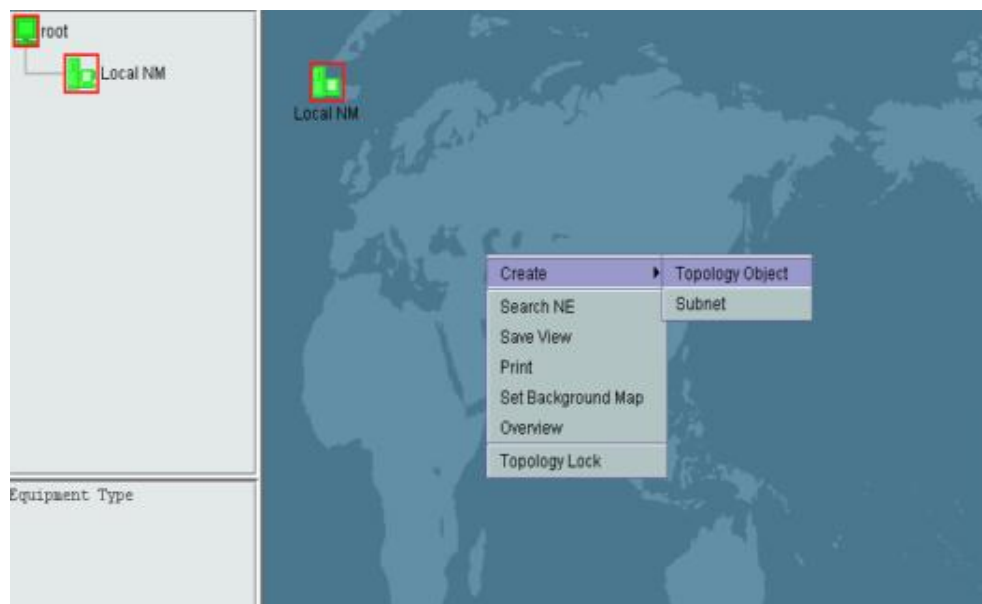 root
Local NM
Local NM
Create
Topology Object
Search NE
Subnet
Save View
Print
Set Background Map
Overview
Topology Lock
Equipment Type